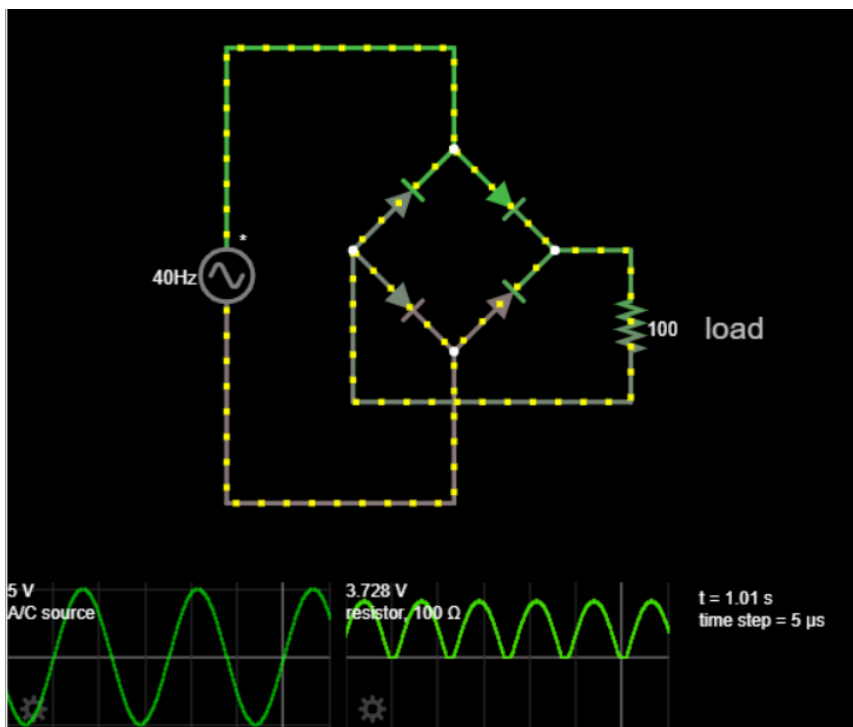 *
40Hz
100
load
5 V
A/C source
3.728 V
resistor, 100 Ω
t = 1.01 s
time step = 5 µs